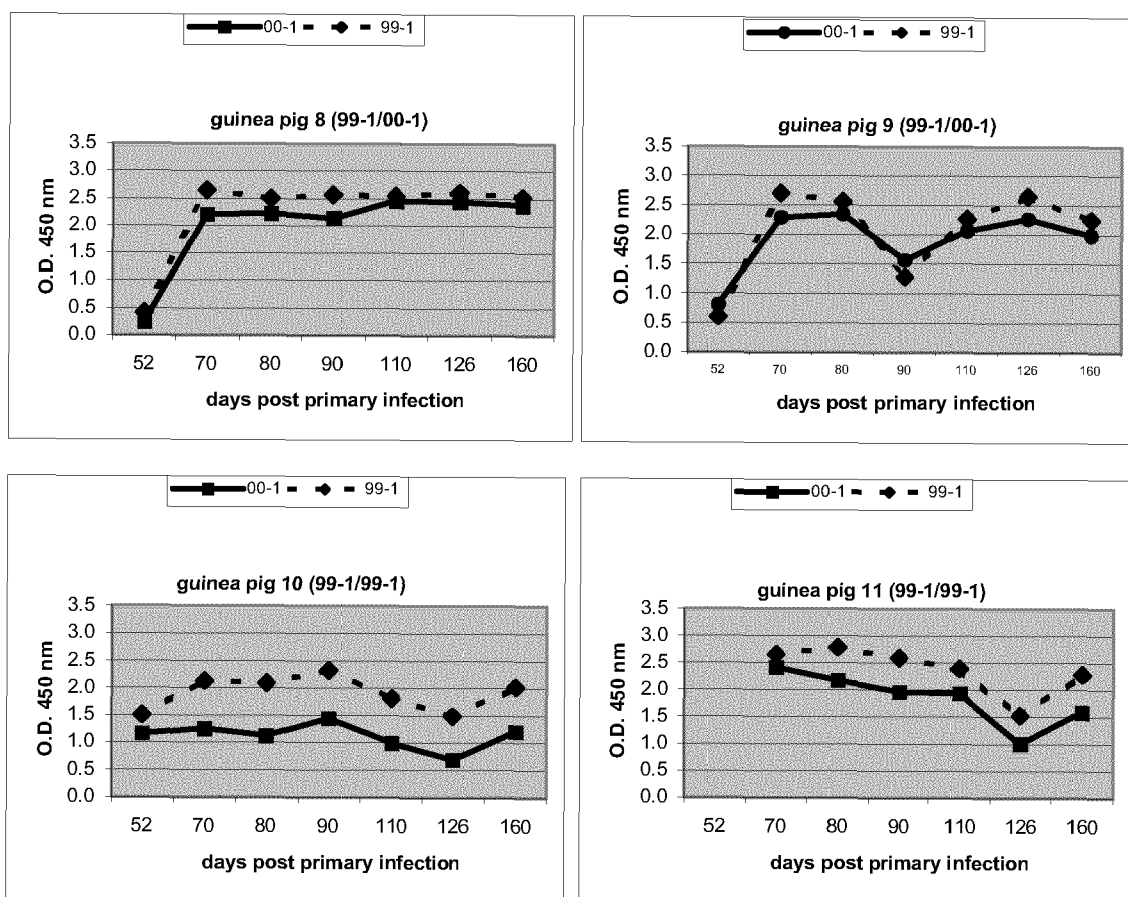 00-1 99-1
guinea pig 8 (99-1/00-1)
O.D. 450 nm
3.5
3.0
2.5
2.0
1.5
1.0
0.5
0.0
52 70 80 90 110 126 160
days post primary infection
00-1 99-1
guinea pig 9 (99-1/00-1)
O.D. 450 nm
3.5
3.0
2.5
2.0
1.5
1.0
0.5
0.0
52 70 80 90 110 126 160
days post primary infection
00-1 99-1
guinea pig 10 (99-1/99-1)
O.D. 450 nm
3.5
3.0
2.5
2.0
1.5
1.0
0.5
0.0
52 70 80 90 110 126 160
days post primary infection
00-1 99-1
guinea pig 11 (99-1/99-1)
O.D. 450 nm
3.5
3.0
2.5
2.0
1.5
1.0
0.5
0.0
52 70 80 90 110 126 160
days post primary infection